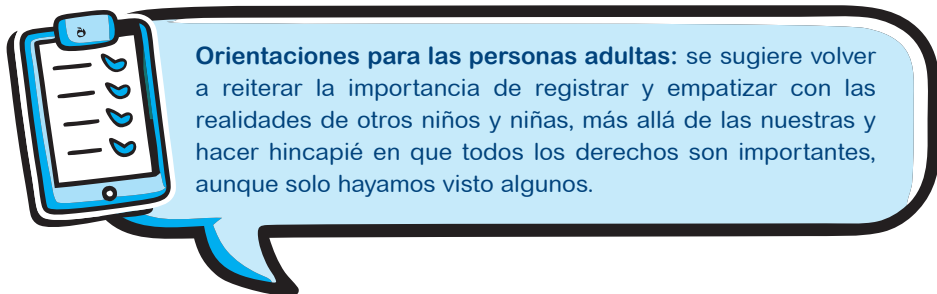 Orientaciones para las personas adultas: se sugiere volver
a reiterar la importancia de registrar y empatizar con las
realidades de otros niños y niñas, más allá de las nuestras y
hacer hincapié en que todos los derechos son importantes,
aunque solo hayamos visto algunos.